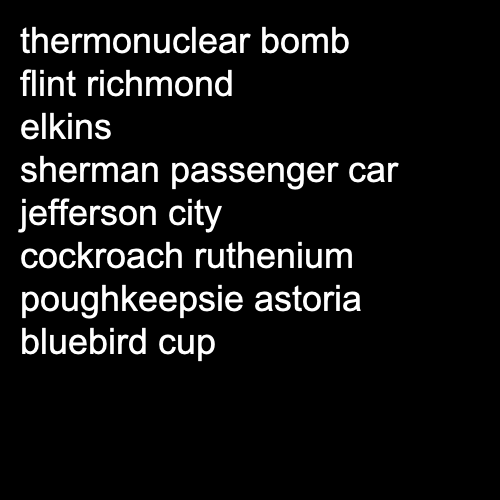 thermonuclear bomb
flint richmond
elkins
sherman passenger car
jefferson city
cockroach ruthenium
poughkeepsie astoria
bluebird cup